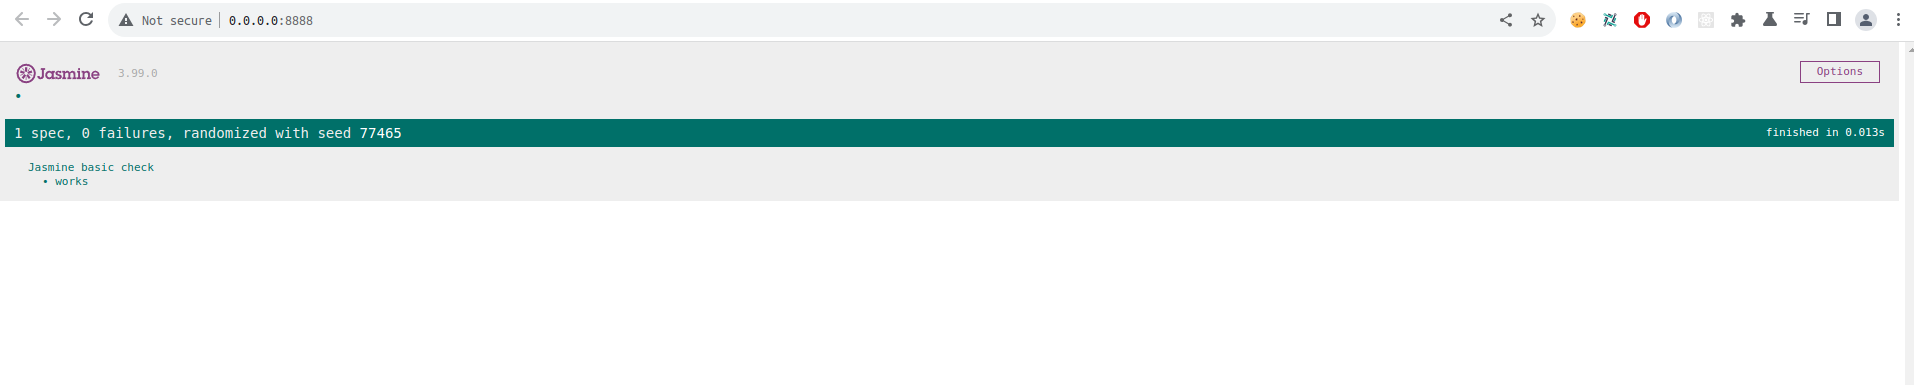 Not secure 0.0.0.0:8888
Jasmine 3.99.0 Options
•
1 spec, 0 failures, randomized with seed 77465 finished in 0.013s
Jasmine basic check
• works